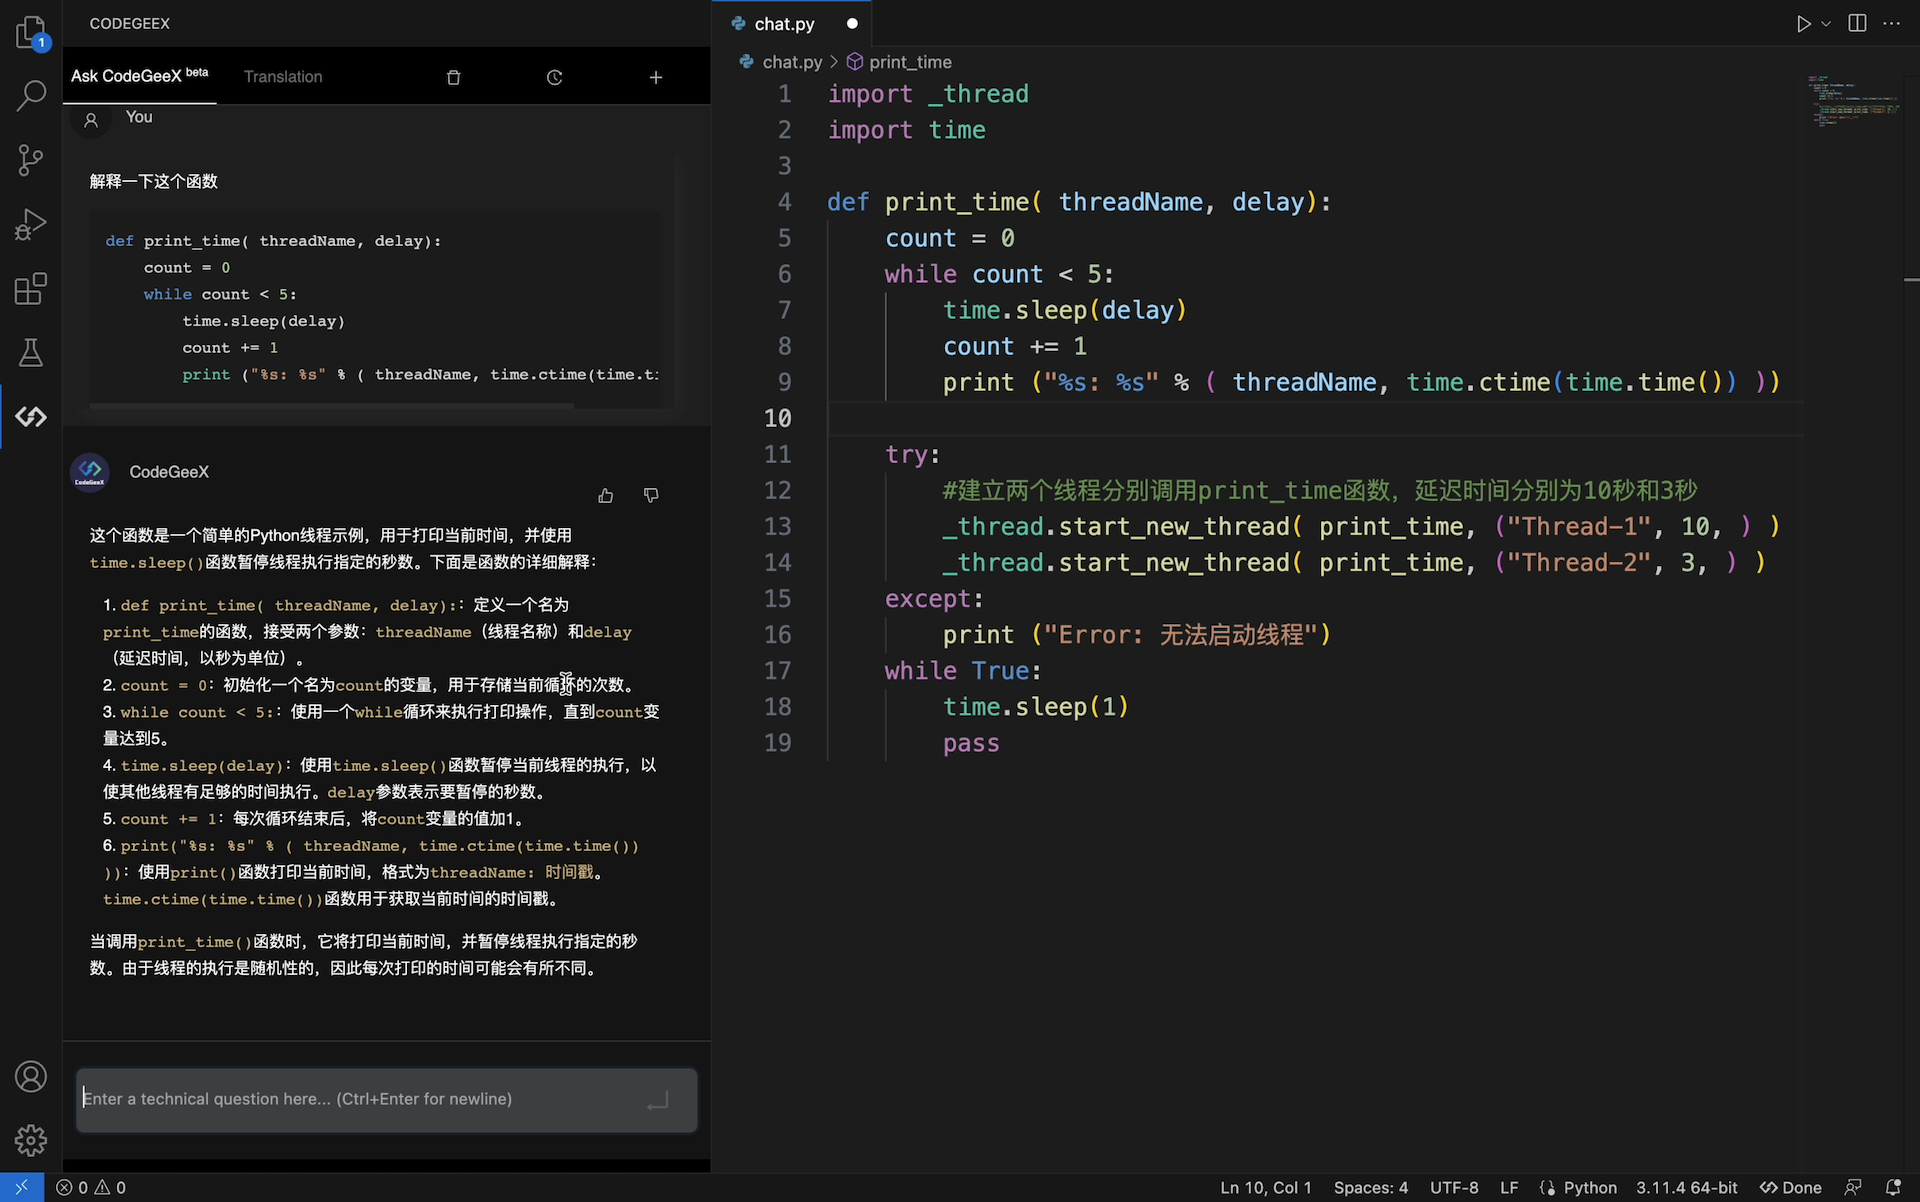 CODEGEEX
Ask CodeGeeX beta
Translation
You
解释一下这个函数
def print_time( threadName, delay):
    count = 0
    while count < 5:
        time.sleep(delay)
        count += 1
        print ("%s: %s" % ( threadName, time.ctime(time.t
CodeGeeX
这个函数是一个简单的Python线程示例，用于打印当前时间，并使用
time.sleep()函数暂停线程执行指定的秒数。下面是函数的详细解释：
1. def print_time( threadName, delay):：定义一个名为
print_time的函数，接受两个参数：threadName（线程名称）和delay
（延迟时间，以秒为单位）。
2. count = 0：初始化一个名为count的变量，用于存储当前循环的次数。
3. while count < 5:：使用一个while循环来执行打印操作，直到count变
量达到5。
4. time.sleep(delay)：使用time.sleep()函数暂停当前线程的执行，以
使其他线程有足够的时间执行。delay参数表示要暂停的秒数。
5. count += 1：每次循环结束后，将count变量的值加1。
6. print("%s: %s" % ( threadName, time.ctime(time.time())
))：使用print()函数打印当前时间，格式为threadName: 时间戳。
time.ctime(time.time())函数用于获取当前时间的时间戳。
当调用print_time()函数时，它将打印当前时间，并暂停线程执行指定的秒
数。由于线程的执行是随机性的，因此每次打印的时间可能会有所不同。
Enter a technical question here... (Ctrl+Enter for newline)
1
chat.py
chat.py > print_time
1 import _thread
2 import time
3
4 def print_time( threadName, delay):
5     count = 0
6     while count < 5:
7         time.sleep(delay)
8         count += 1
9         print ("%s: %s" % ( threadName, time.ctime(time.time()) ))
10
11     try:
12         #建立两个线程分别调用print_time函数，延迟时间分别为10秒和3秒
13         _thread.start_new_thread( print_time, ("Thread-1", 10, ) )
14         _thread.start_new_thread( print_time, ("Thread-2", 3, ) )
15     except:
16         print ("Error: 无法启动线程")
17     while True:
18         time.sleep(1)
19         pass
0 0
Ln 10, Col 1
Spaces: 4
UTF-8
LF
Python
3.11.4 64-bit
Done